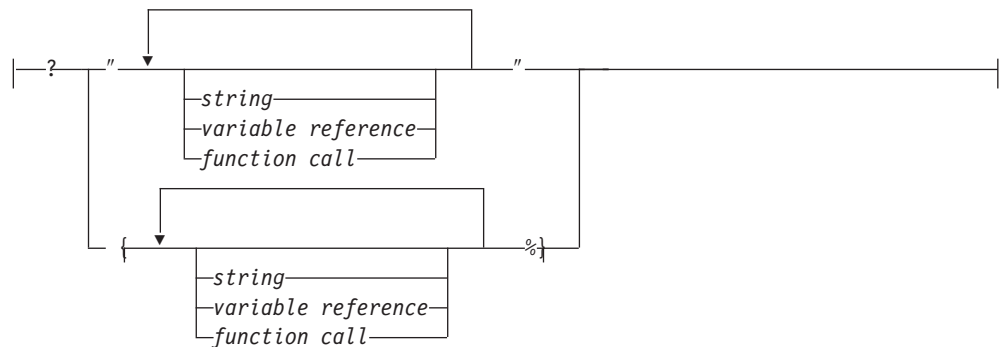 ? " "
string
variable reference
function call
{ %}
string
variable reference
function call